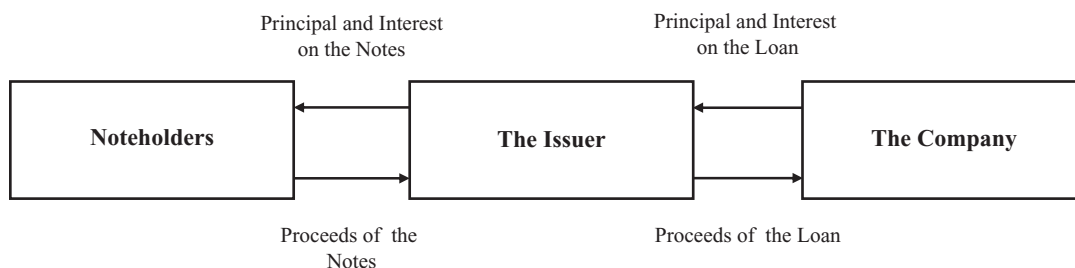 Principal and Interest
on the Notes
Principal and Interest
on the Loan
Noteholders
The Issuer
The Company
Proceeds of the
Notes
Proceeds of the Loan